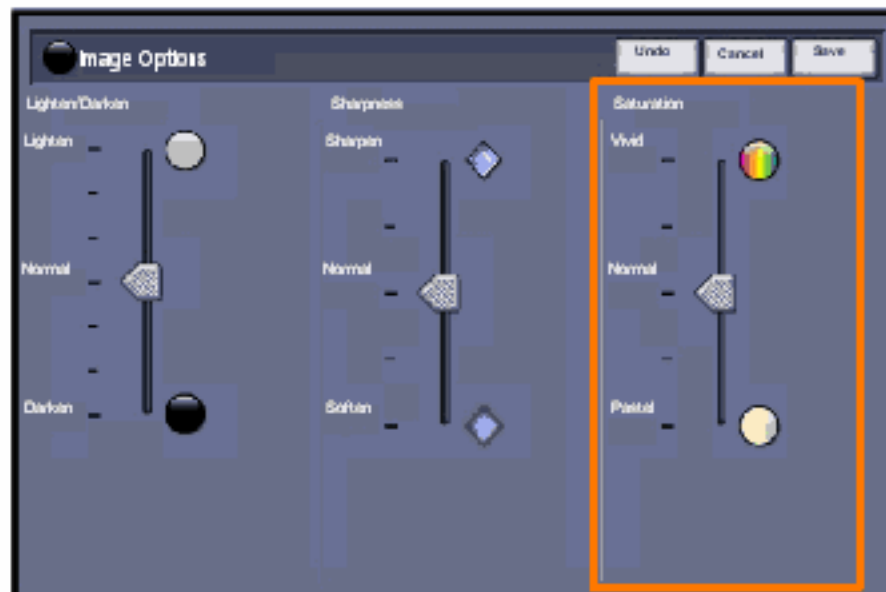 Image Options
Undo
Cancel
Save
Lighten/Darken
Lighten
Normal
Darken
Sharpness
Sharpen
Normal
Soften
Saturation
Vivid
Normal
Pastel